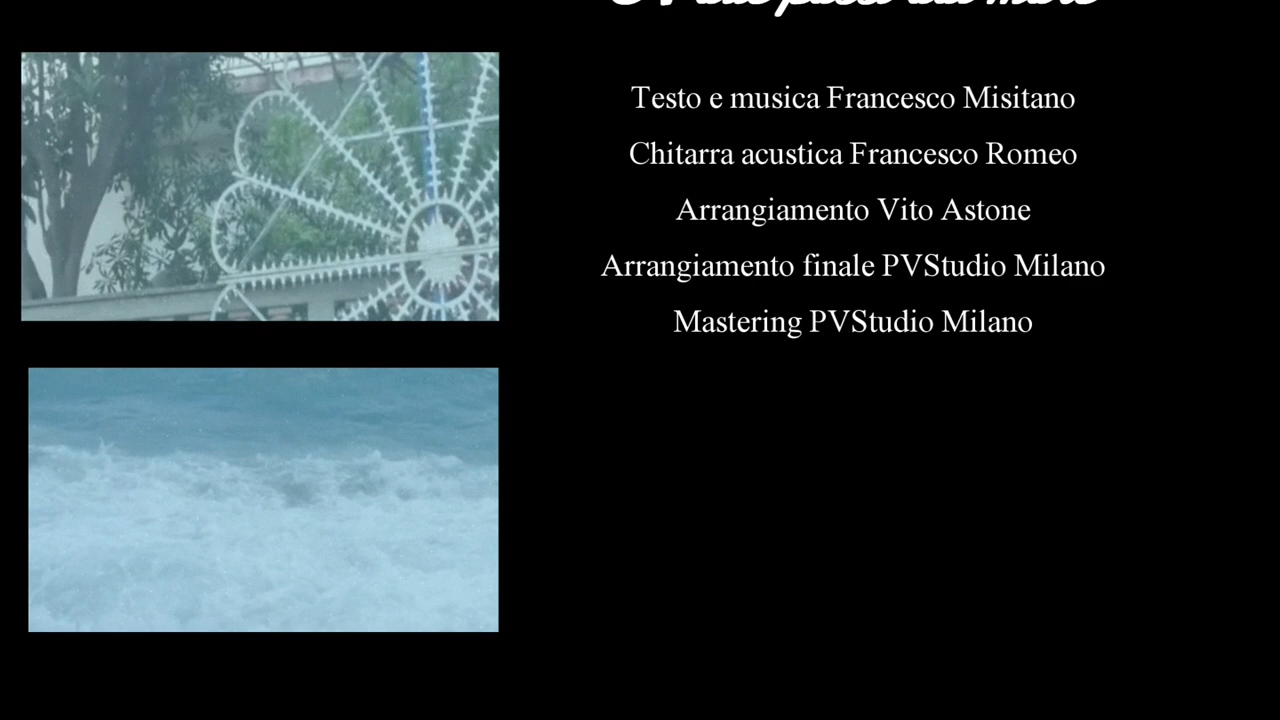 Testo e musica Francesco Misitano
Chitarra acustica Francesco Romeo
Arrangiamento Vito Astone
Arrangiamento finale PVStudio Milano
Mastering PVStudio Milano